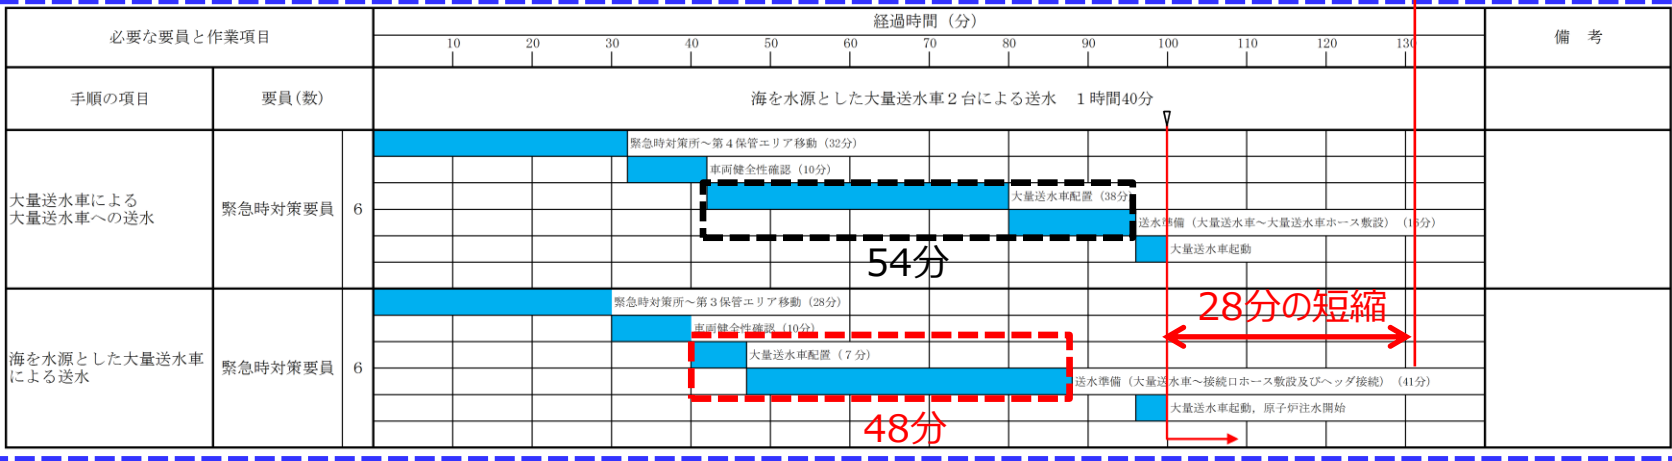 必要な要員と作業項目
経過時間（分）
備　考
10 20 30 40 50 60 70 80 90 100 110 120 130
手順の項目
要員(数)
海を水源とした大量送水車２台による送水　１時間40分
大量送水車による
大量送水車への送水
緊急時対策要員
6
緊急時対策所～第４保管エリア移動（32分）
車両健全性確認（10分）
大量送水車配置（38分）
送水準備（大量送水車～大量送水車ホース敷設）（16分）
大量送水車起動
54分
28分の短縮
海を水源とした大量送水車
による送水
緊急時対策要員
6
緊急時対策所～第３保管エリア移動（28分）
車両健全性確認（10分）
大量送水車配置（７分）
送水準備（大量送水車～接続口ホース敷設及びヘッダ接続）（41分）
大量送水車起動，原子炉注水開始
48分